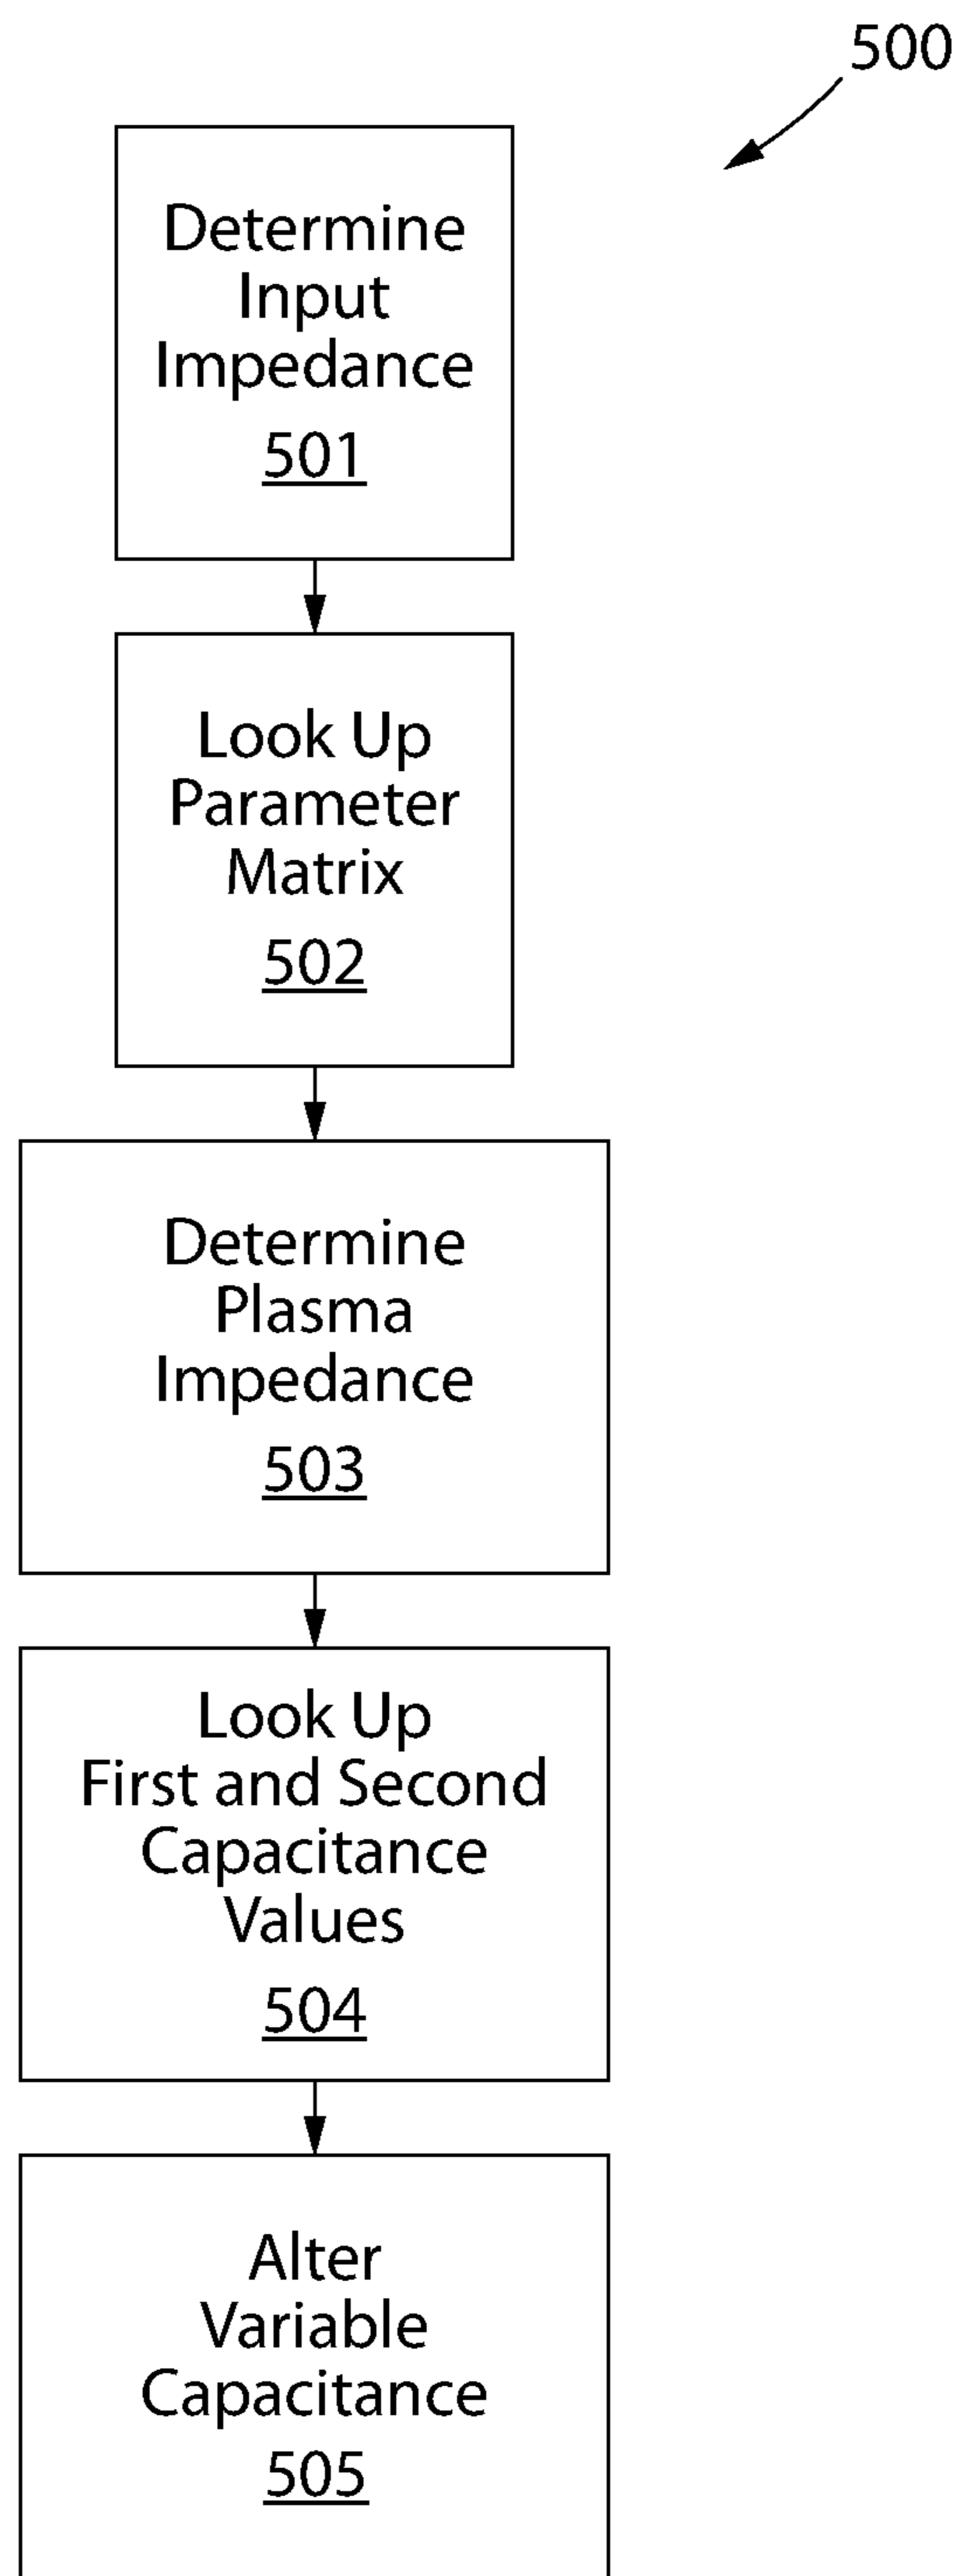 500
Determine
Input
Impedance
501
Look Up
Parameter
Matrix
502
Determine
Plasma
Impedance
503
Look Up
First and Second
Capacitance
Values
504
Alter
Variable
Capacitance
505